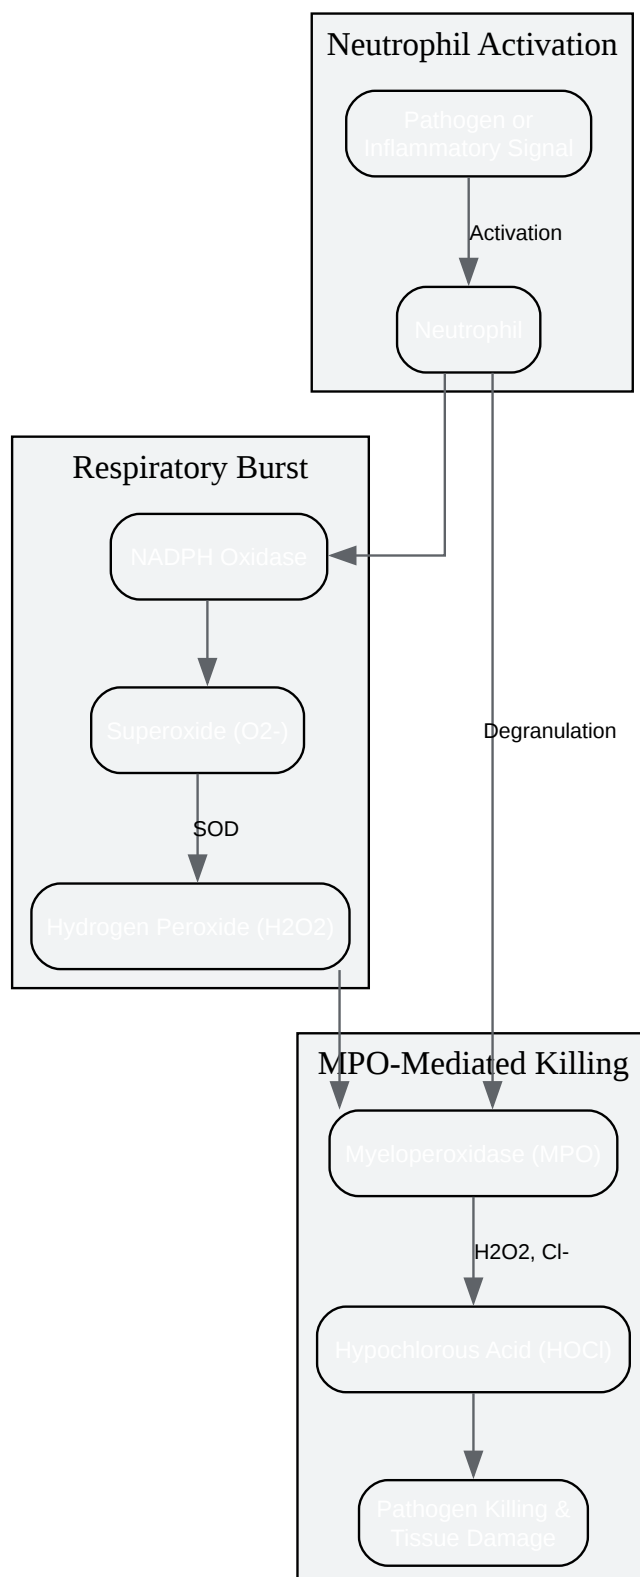 Neutrophil Activation
Pathogen or
Inflammatory Signal
Activation
Neutrophil
Respiratory Burst
NADPH Oxidase
Superoxide (O2-)
Degranulation
SOD
Hydrogen Peroxide (H2O2)
MPO-Mediated Killing
Myeloperoxidase (MPO)
H2O2, Cl-
Hypochlorous Acid (HOCl)
Pathogen Killing &
Tissue Damage